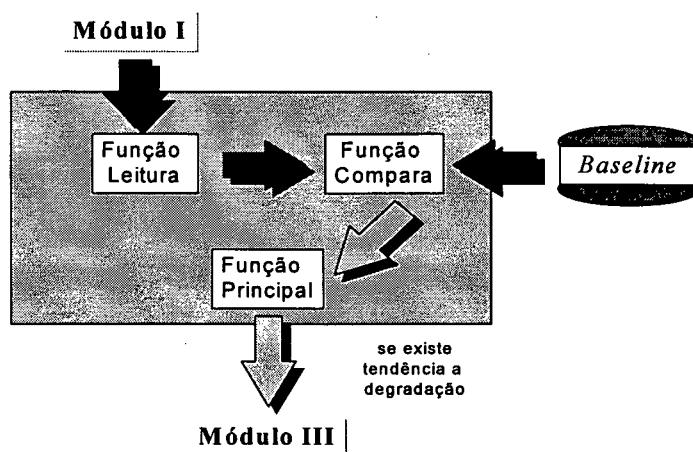 Módulo I
Função
Leitura
Função
Compara
Baseline
Função
Principal
se existe
tendência a
degradação
Módulo III